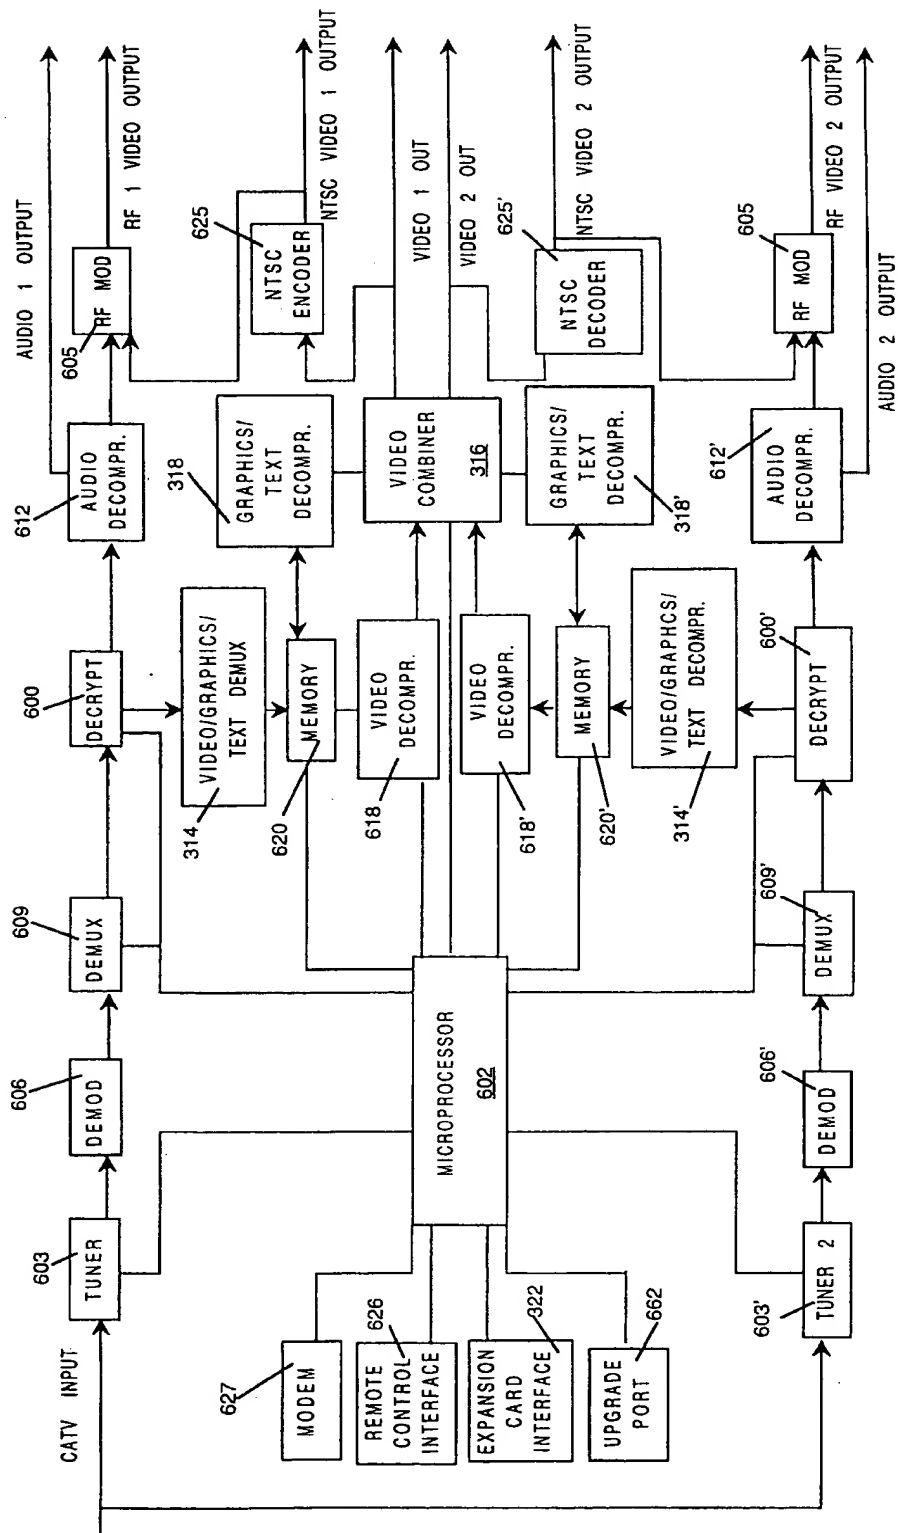 CATV INPUT
603
TUNER
606
DEMOD
609
DEMUX
600
DECRYPT
612
AUDIO
DECOMPR.
605
RF MOD
AUDIO 1 OUTPUT
RF 1 VIDEO OUTPUT
314
VIDEO/GRAPHICS/
TEXT DEMUX
318
GRAPHICS/
TEXT
DECOMPR.
625
NTSC
ENCODER
NTSC VIDEO 1 OUTPUT
620
MEMORY
618
VIDEO
DECOMPR.
627
MODEM
626
REMOTE
CONTROL
INTERFACE
322
EXPANSION
CARD
INTERFACE
662
UPGRADE
PORT
MICROPROCESSOR
602
VIDEO
COMBINER
316
VIDEO 1 OUT
VIDEO 2 OUT
VIDEO
DECOMPR.
618'
MEMORY
620'
GRAPHICS/
TEXT
DECOMPR.
318'
625'
NTSC
DECODER
NTSC VIDEO 2 OUTPUT
VIDEO/GRAPHCS/
TEXT DECOMPR.
314'
603'
TUNER 2
606'
DEMOD
609'
DEMUX
600'
DECRYPT
612'
AUDIO
DECOMPR.
605
RF MOD
RF VIDEO 2 OUTPUT
AUDIO 2 OUTPUT